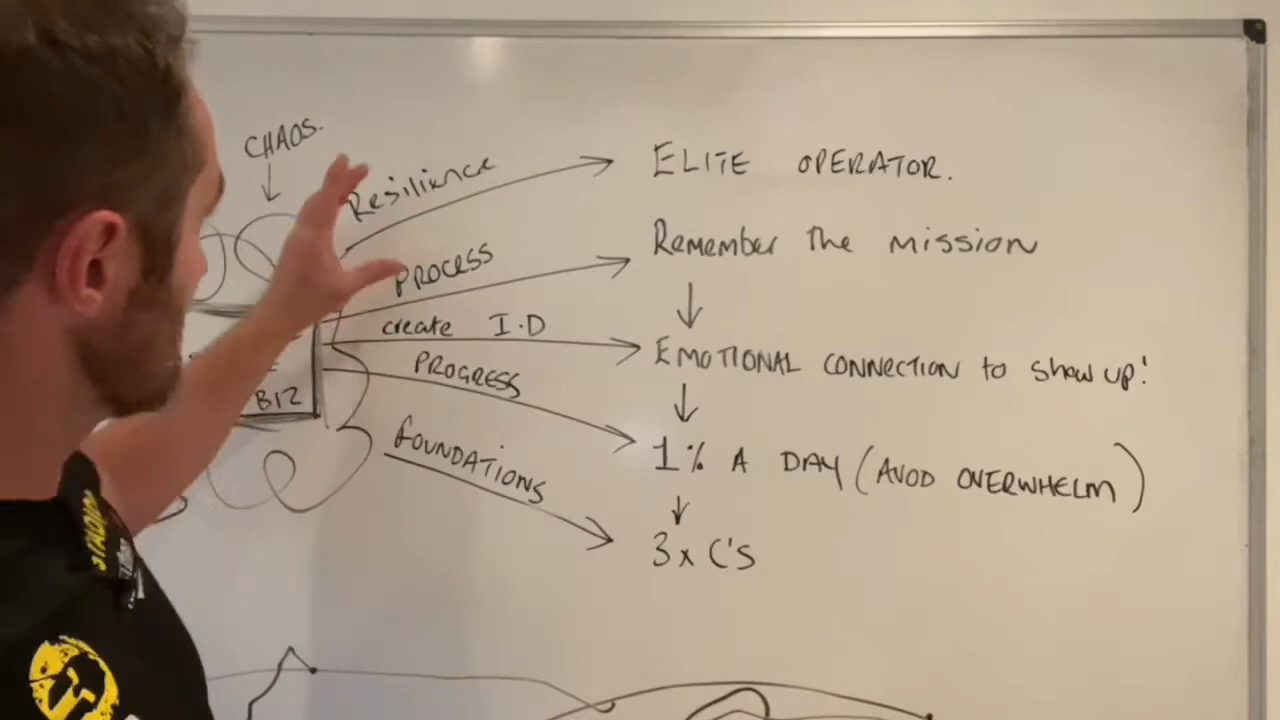 CHAOS.
Resilience
ELITE OPERATOR.
PROCESS
Remember The mission
create I.D
EMOTIONAL CONNECTION to show up!
PROGRESS
BIZ
1% A DAY (AVOD OVERWHELM)
FOUNDATIONS
3x C'S